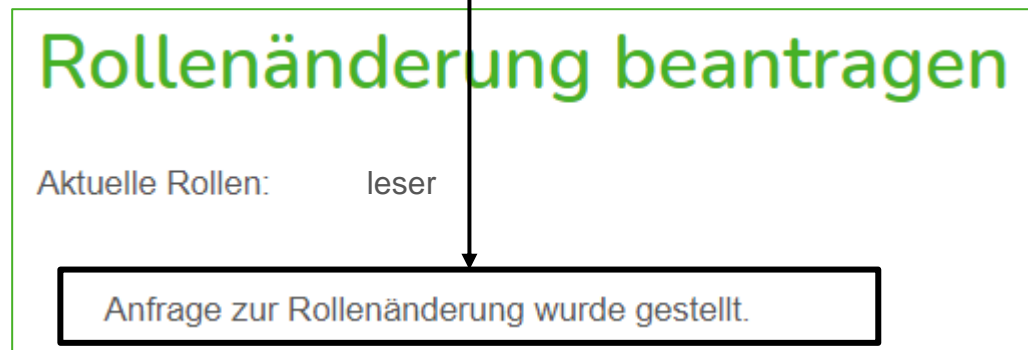 Rollenänderung beantragen
Aktuelle Rollen: leser
Anfrage zur Rollenänderung wurde gestellt.